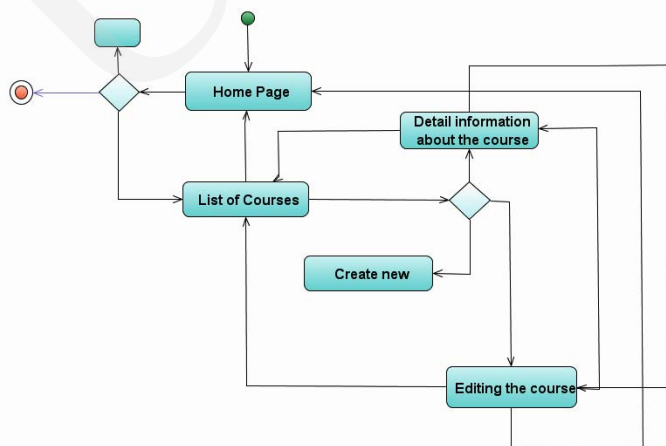 Home Page
Detail information
about the course
List of Courses
Create new
Editing the course